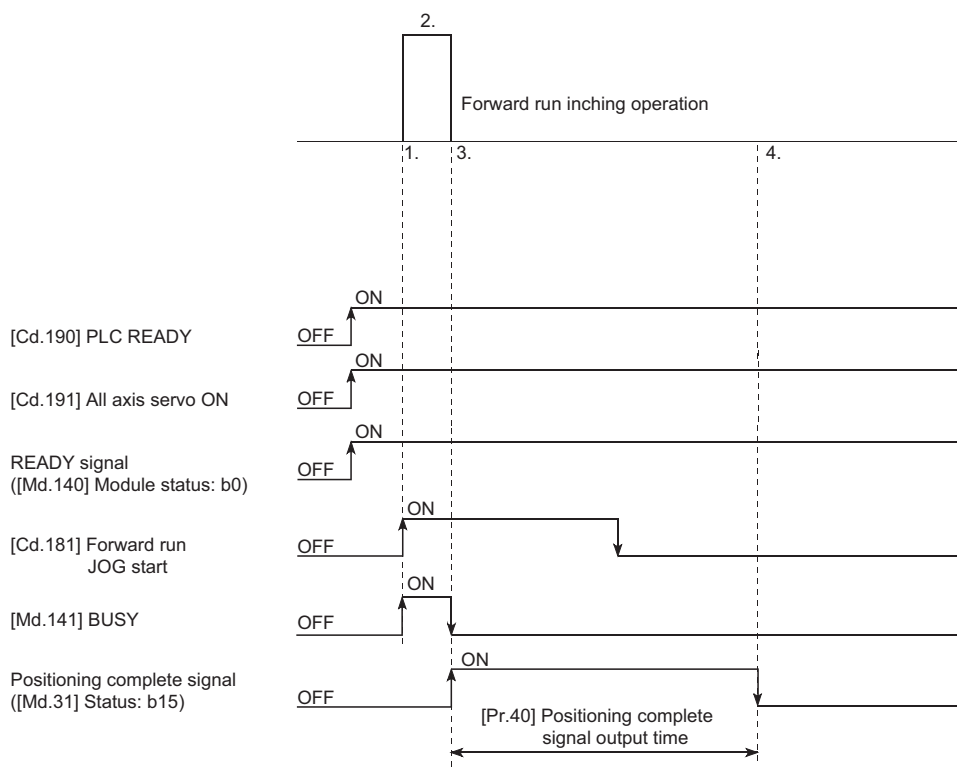 2.
Forward run inching operation
1.
3.
4.
ON
[Cd.190] PLC READY
OFF
ON
[Cd.191] All axis servo ON
OFF
ON
READY signal
([Md.140] Module status: b0)
OFF
ON
[Cd.181] Forward run
JOG start
OFF
ON
[Md.141] BUSY
OFF
ON
Positioning complete signal
([Md.31] Status: b15)
OFF
[Pr.40] Positioning complete
signal output time